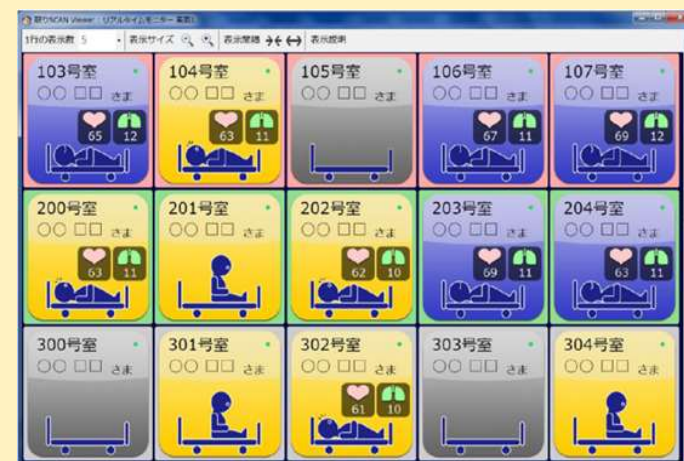 眠りSCAN Viewer : リアルタイムモニター 画面1
1行の表示数 5 表示サイズ 表示間隔 表示説明
103号室 104号室 105号室 106号室 107号室
○○ □□ さま ○○ □□ さま ○○ □□ さま ○○ □□ さま ○○ □□ さま
65 12 63 11 67 11 69 12
200号室 201号室 202号室 203号室 204号室
○○ □□ さま ○○ □□ さま ○○ □□ さま ○○ □□ さま ○○ □□ さま
63 11 62 10 69 11 63 11
300号室 301号室 302号室 303号室 304号室
○○ □□ さま ○○ □□ さま ○○ □□ さま ○○ □□ さま ○○ □□ さま
61 10